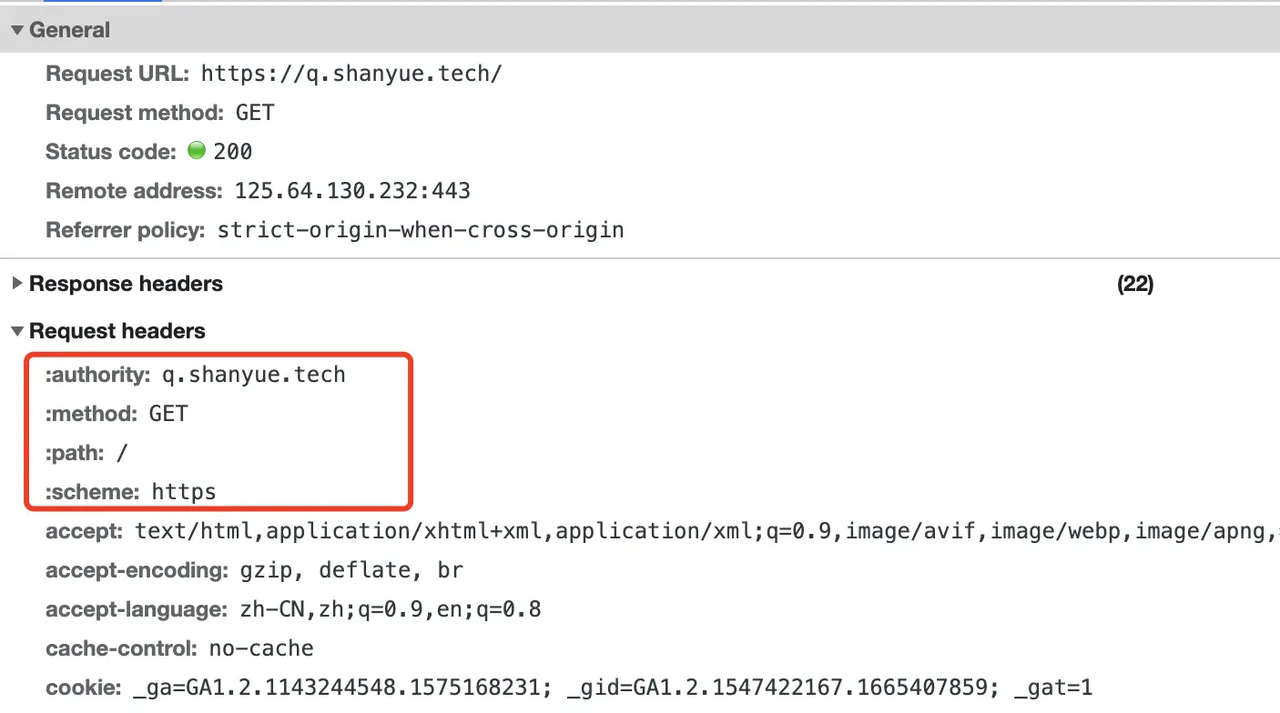 General
Request URL: https://q.shanyue.tech/
Request method: GET
Status code: 200
Remote address: 125.64.130.232:443
Referrer policy: strict-origin-when-cross-origin
Response headers (22)
Request headers
:authority: q.shanyue.tech
:method: GET
:path: /
:scheme: https
accept: text/html,application/xhtml+xml,application/xml;q=0.9,image/avif,image/webp,image/apng,
accept-encoding: gzip, deflate, br
accept-language: zh-CN,zh;q=0.9,en;q=0.8
cache-control: no-cache
cookie: _ga=GA1.2.1143244548.1575168231; _gid=GA1.2.1547422167.1665407859; _gat=1